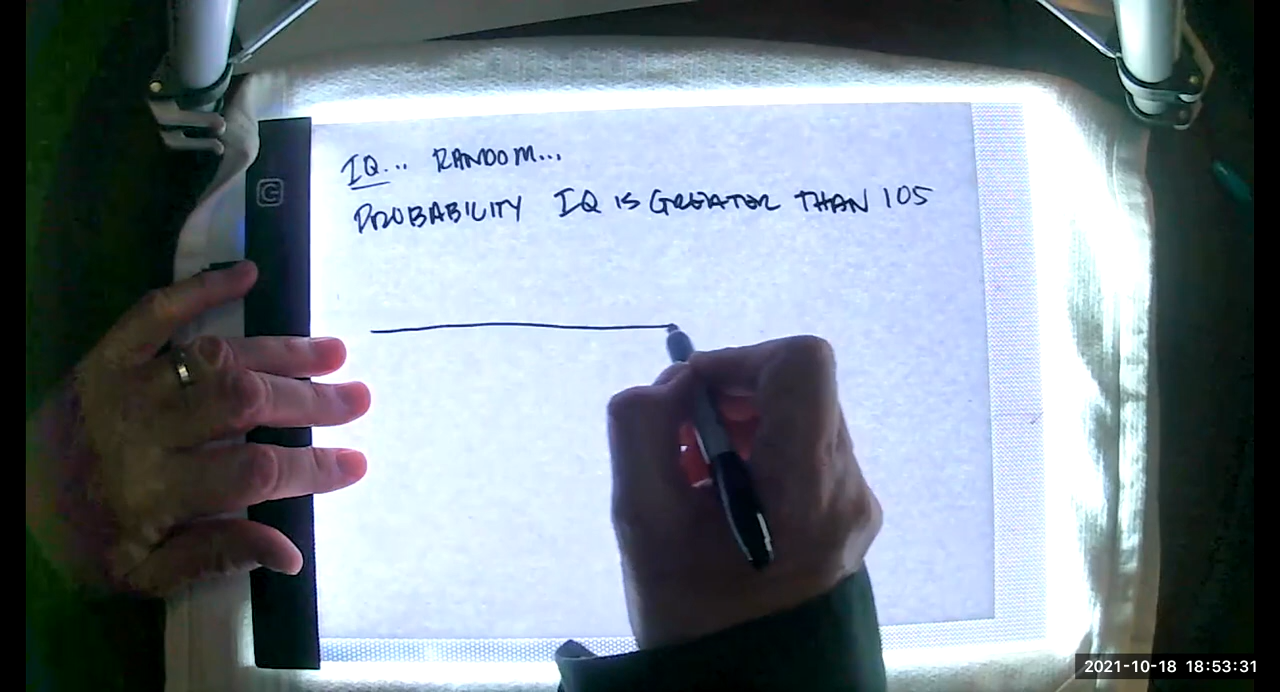 IQ... RANDOM...
PROBABILITY IQ IS GREATER THAN 105
2021-10-18 18:53:31